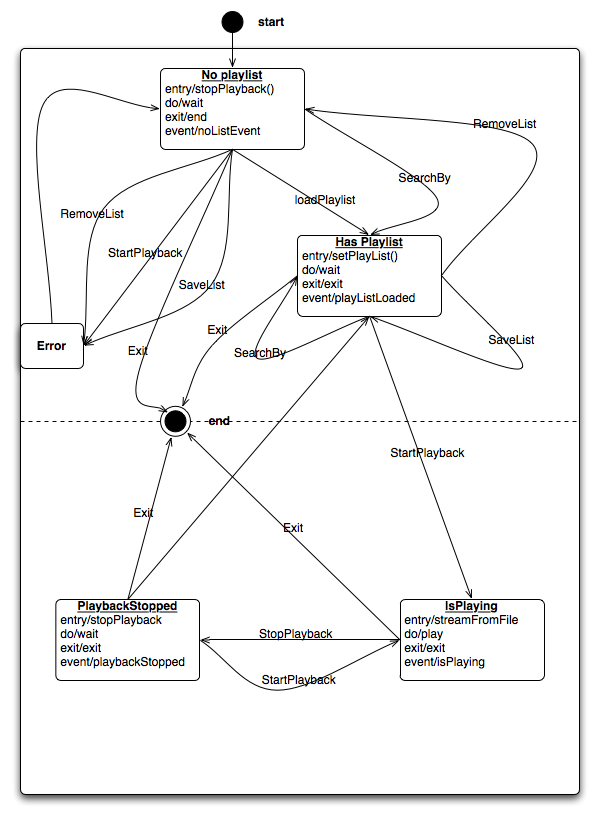 start
No playlist
entry/stopPlayback()
do/wait
exit/end
event/noListEvent
RemoveList
SearchBy
loadPlaylist
RemoveList
StartPlayback
Has Playlist
entry/setPlayList()
do/wait
exit/exit
event/playListLoaded
SaveList
Exit
SaveList
Error
Exit
SearchBy
end
StartPlayback
Exit
Exit
PlaybackStopped
entry/stopPlayback
do/wait
exit/exit
event/playbackStopped
IsPlaying
entry/streamFromFile
do/play
exit/exit
event/isPlaying
StopPlayback
StartPlayback